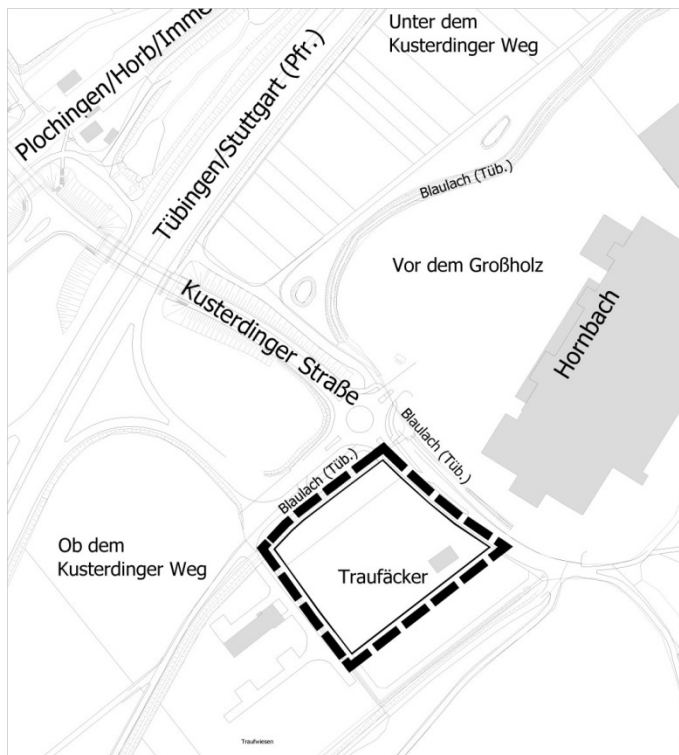 Unter dem
Kusterdinger Weg
Plochingen/Horb/Imme
Tübingen/Stuttgart (Pfr.)
Blaulach (Tüb.)
Vor dem Großholz
Kusterdinger Straße
Hornbach
Blaulach (Tüb.)
Blaulach (Tüb.)
Ob dem
Kusterdinger Weg
Traufäcker
Traufwiesen